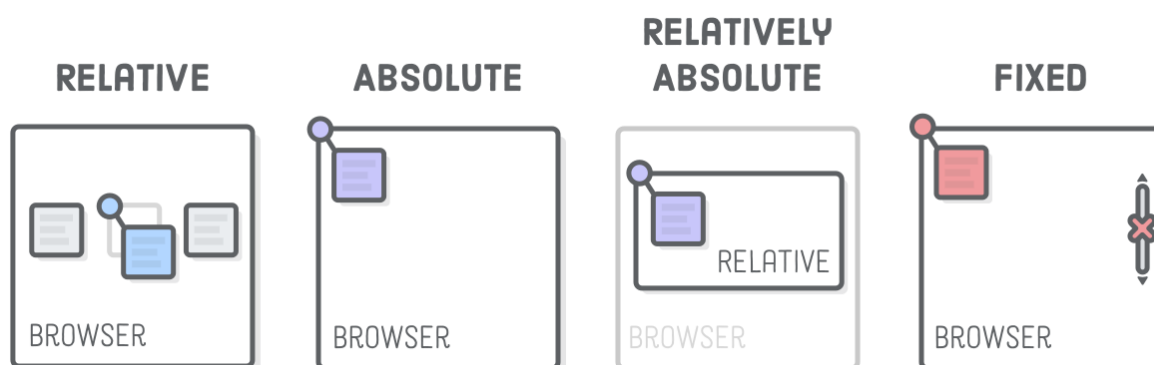 RELATIVE
ABSOLUTE
RELATIVELY
ABSOLUTE
FIXED
BROWSER
BROWSER
RELATIVE
BROWSER
BROWSER